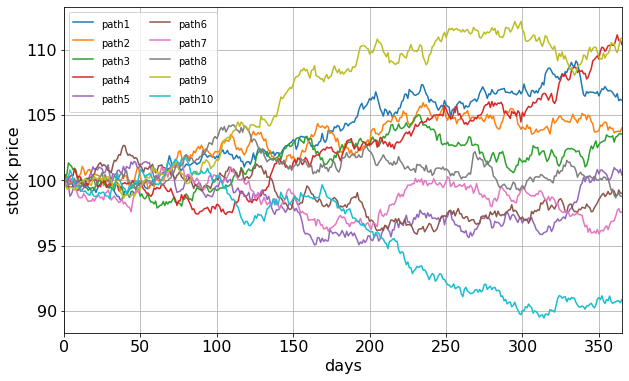 path1 path6
path2 path7
path3 path8
path4 path9
path5 path10
110
105
100
95
90
stock price
0 50 100 150 200 250 300 350
days